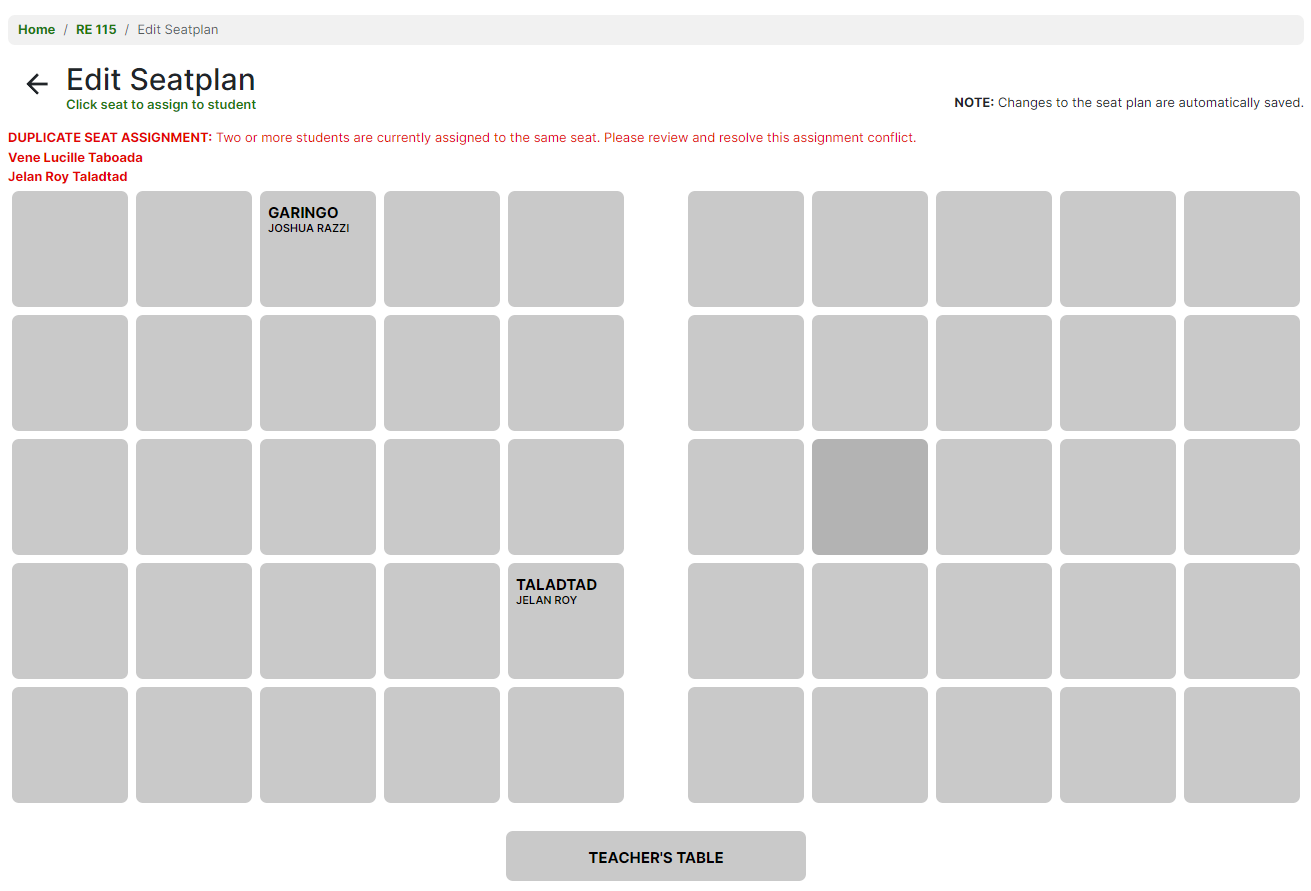 Home / RE 115 / Edit Seatplan
Edit Seatplan
Click seat to assign to student
NOTE: Changes to the seat plan are automatically saved.
DUPLICATE SEAT ASSIGNMENT: Two or more students are currently assigned to the same seat. Please review and resolve this assignment conflict.
Vene Lucille Taboada
Jelan Roy Taladtad
GARINGO
JOSHUA RAZZI
TALADTAD
JELAN ROY
TEACHER'S TABLE